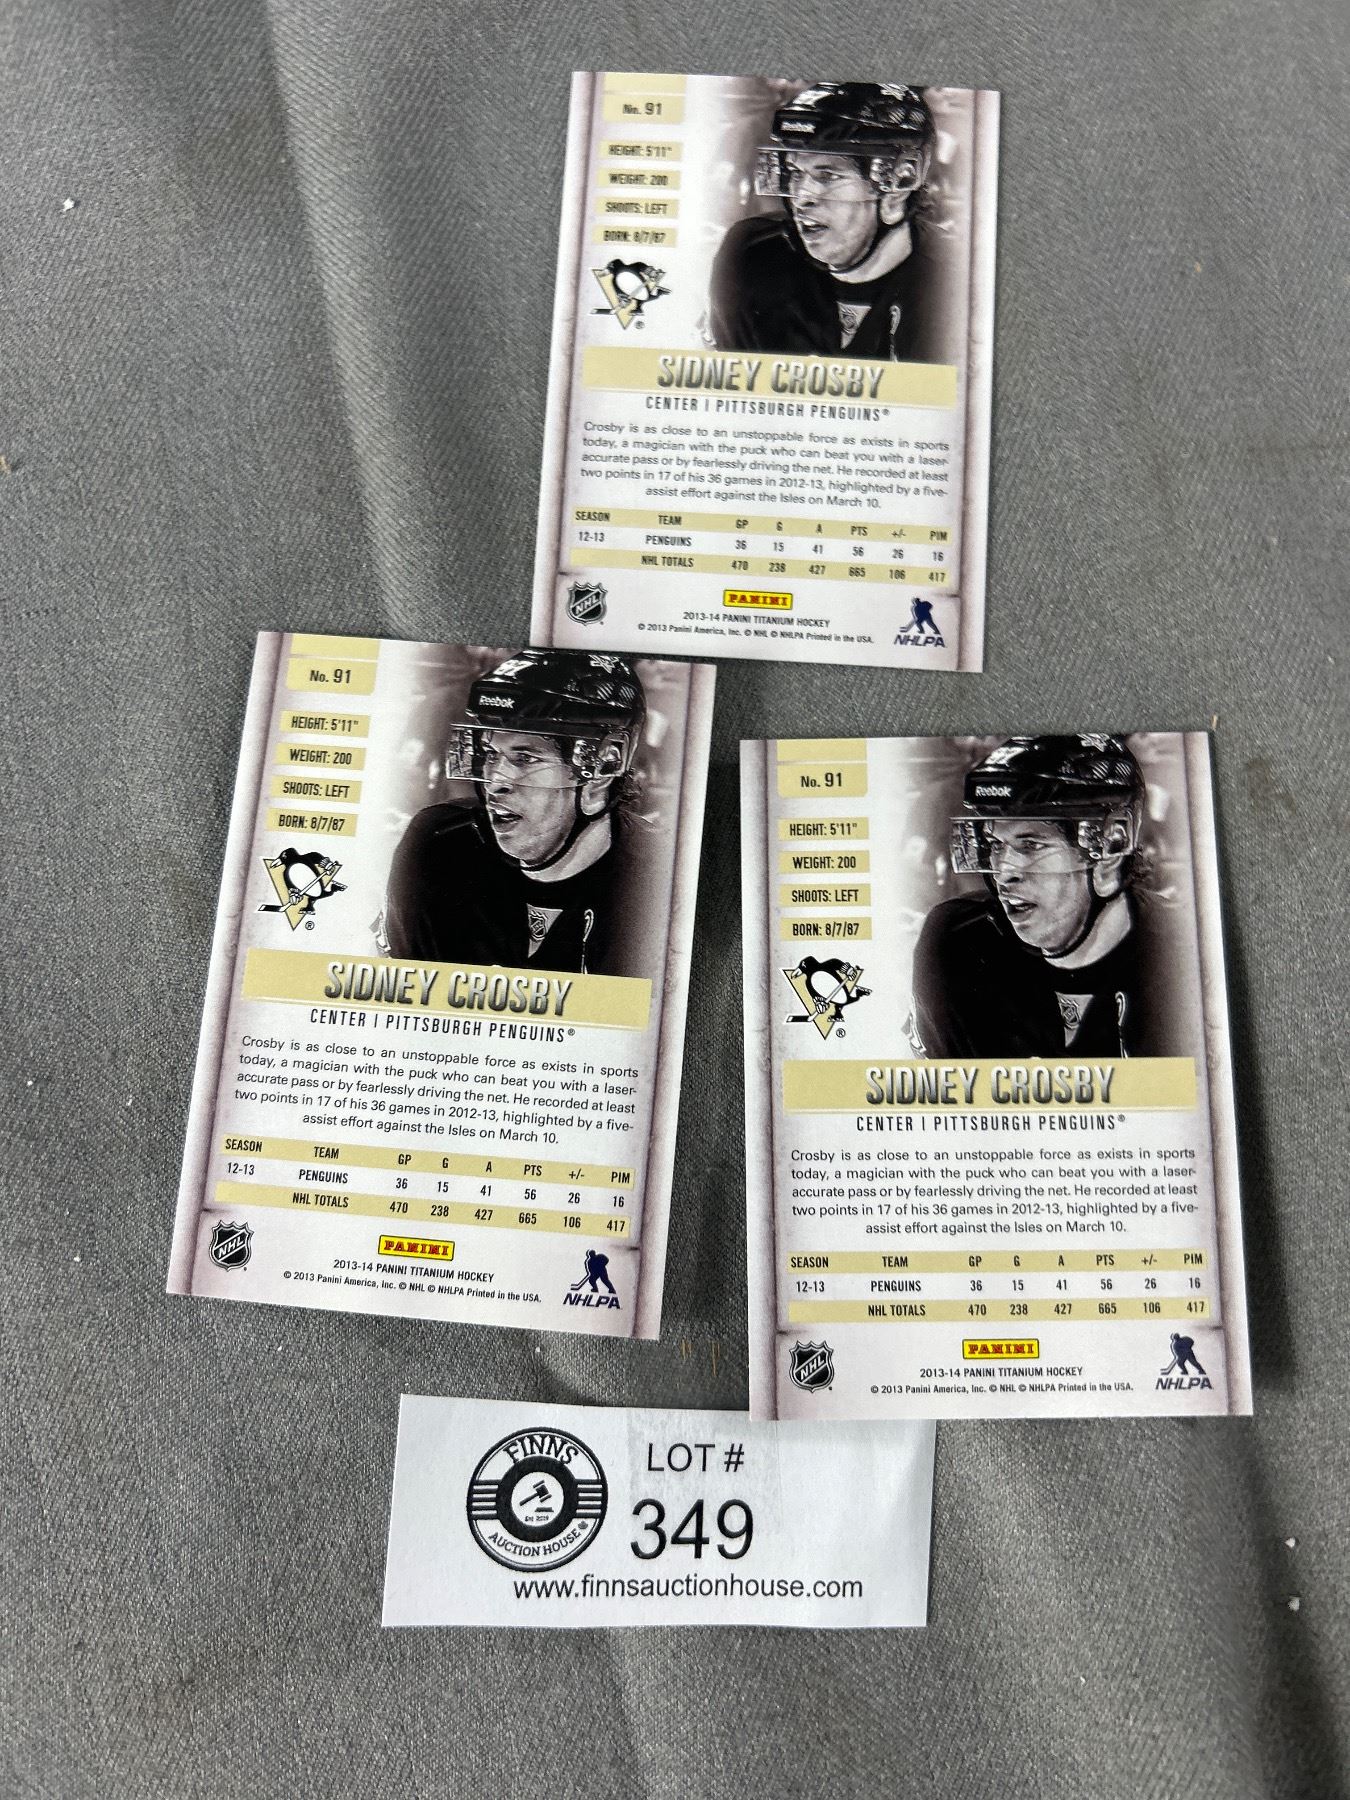 No. 91
Reebok
HEIGHT: 5'11"
WEIGHT: 200
SHOOTS: LEFT
BORN: 8/7/87
®
SIDNEY CROSBY
CENTER | PITTSBURGH PENGUINS®
Crosby is as close to an unstoppable force as exists in sports
today, a magician with the puck who can beat you with a laser-
accurate pass or by fearlessly driving the net. He recorded at least
two points in 17 of his 36 games in 2012-13, highlighted by a five-
assist effort against the Isles on March 10.
SEASON TEAM GP G A PTS +/- PIM
12-13 PENGUINS 36 15 41 56 26 16
NHL TOTALS 470 238 427 665 106 417
PANINI
NHL
2013-14 PANINI TITANIUM HOCKEY
© 2013 Panini America, Inc. © NHL © NHLPA Printed in the USA.
NHLPA
No. 91
87
Reebok
HEIGHT: 5'11"
WEIGHT: 200
SHOOTS: LEFT
BORN: 8/7/87
®
SIDNEY CROSBY
CENTER | PITTSBURGH PENGUINS®
Crosby is as close to an unstoppable force as exists in sports
today, a magician with the puck who can beat you with a laser-
accurate pass or by fearlessly driving the net. He recorded at least
two points in 17 of his 36 games in 2012-13, highlighted by a five-
assist effort against the Isles on March 10.
SEASON TEAM GP G A PTS +/- PIM
12-13 PENGUINS 36 15 41 56 26 16
NHL TOTALS 470 238 427 665 106 417
PANINI
NHL
2013-14 PANINI TITANIUM HOCKEY
© 2013 Panini America, Inc. © NHL © NHLPA Printed in the USA.
NHLPA
No. 91
87
Reebok
HEIGHT: 5'11"
WEIGHT: 200
SHOOTS: LEFT
BORN: 8/7/87
®
SIDNEY CROSBY
CENTER | PITTSBURGH PENGUINS®
Crosby is as close to an unstoppable force as exists in sports
today, a magician with the puck who can beat you with a laser-
accurate pass or by fearlessly driving the net. He recorded at least
two points in 17 of his 36 games in 2012-13, highlighted by a five-
assist effort against the Isles on March 10.
SEASON TEAM GP G A PTS +/- PIM
12-13 PENGUINS 36 15 41 56 26 16
NHL TOTALS 470 238 427 665 106 417
PANINI
NHL
2013-14 PANINI TITANIUM HOCKEY
© 2013 Panini America, Inc. © NHL © NHLPA Printed in the USA.
NHLPA
FINNS
Est 2019
AUCTION HOUSE
LOT #
349
www.finnsauctionhouse.com